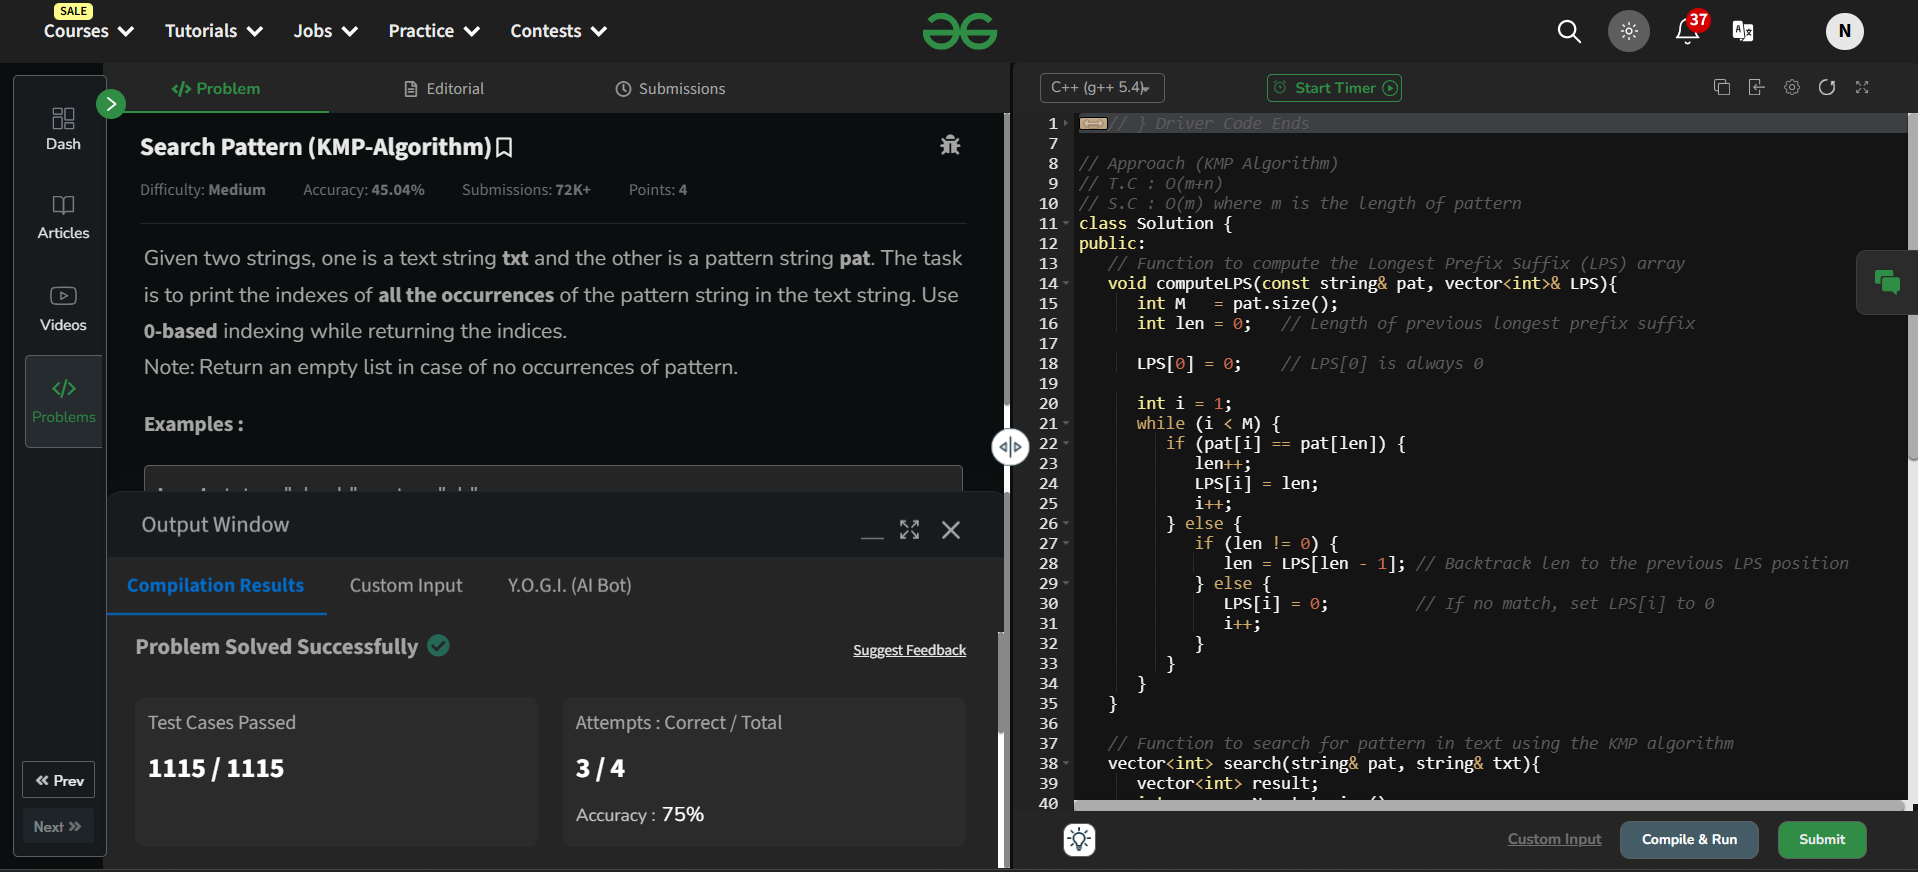 SALE
Courses
Tutorials
Jobs
Practice
Contests
37
N
Dash
Articles
Videos
</>
Problems
Prev
Next
</> Problem
Editorial
Submissions
Search Pattern (KMP-Algorithm)
Difficulty: Medium Accuracy: 45.04% Submissions: 72K+ Points: 4
Given two strings, one is a text string txt and the other is a pattern string pat. The task
is to print the indexes of all the occurrences of the pattern string in the text string. Use
0-based indexing while returning the indices.
Note: Return an empty list in case of no occurrences of pattern.
Examples :
Output Window
Compilation Results
Custom Input
Y.O.G.I. (AI Bot)
Problem Solved Successfully
Suggest Feedback
Test Cases Passed
1115 / 1115
Attempts : Correct / Total
3 / 4
Accuracy : 75%
C++ (g++ 5.4)
Start Timer
1 // } Driver Code Ends
7
8 // Approach (KMP Algorithm)
9 // T.C : O(m+n)
10 // S.C : O(m) where m is the length of pattern
11 class Solution {
12 public:
13 // Function to compute the Longest Prefix Suffix (LPS) array
14 void computeLPS(const string& pat, vector<int>& LPS){
15 int M   = pat.size();
16 int len = 0;   // Length of previous longest prefix suffix
17
18 LPS[0] = 0;    // LPS[0] is always 0
19
20 int i = 1;
21 while (i < M) {
22 if (pat[i] == pat[len]) {
23 len++;
24 LPS[i] = len;
25 i++;
26 } else {
27 if (len != 0) {
28 len = LPS[len - 1]; // Backtrack len to the previous LPS position
29 } else {
30 LPS[i] = 0;         // If no match, set LPS[i] to 0
31 i++;
32 }
33 }
34 }
35 }
36
37 // Function to search for pattern in text using the KMP algorithm
38 vector<int> search(string& pat, string& txt){
39 vector<int> result;
40
Custom Input
Compile & Run
Submit